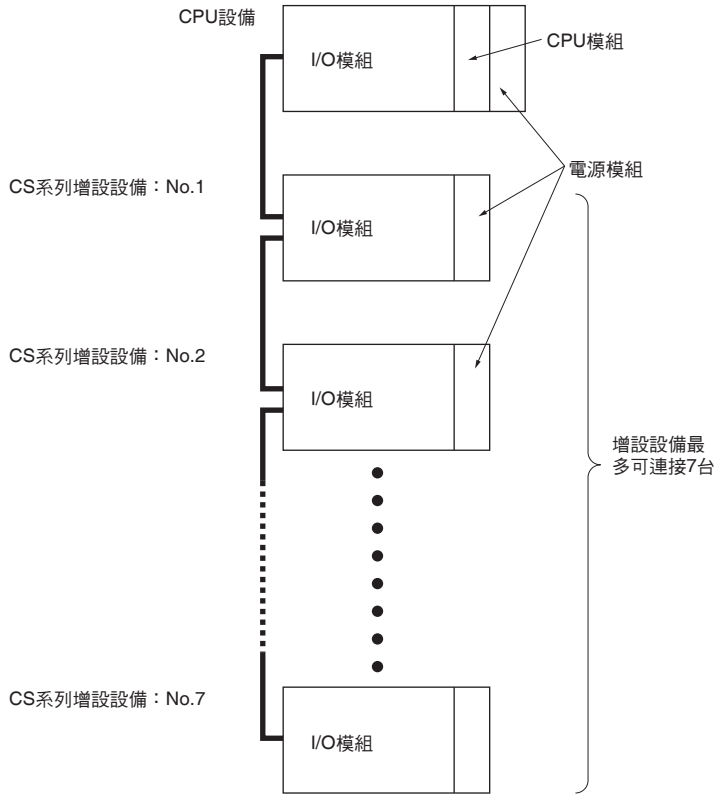 CPU設備
I/O模組
CPU模組
電源模組
CS系列增設設備：No.1
I/O模組
CS系列增設設備：No.2
I/O模組
增設設備最
多可連接7台
CS系列增設設備：No.7
I/O模組